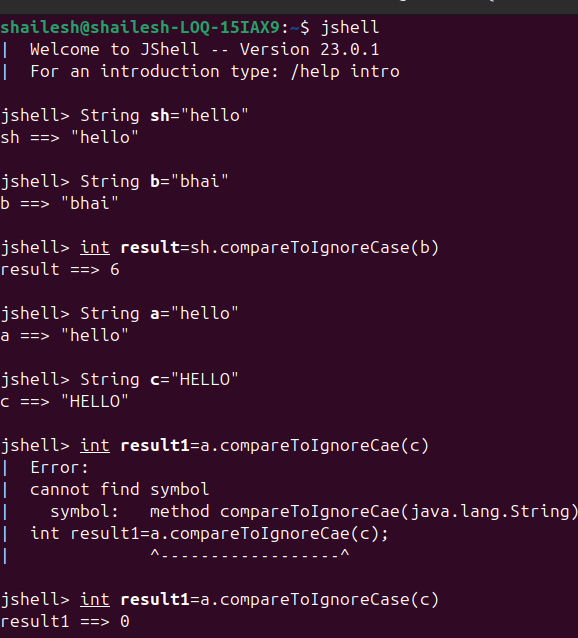 shailesh@shailesh-LOQ-15IAX9:~$ jshell
|  Welcome to JShell -- Version 23.0.1
|  For an introduction type: /help intro
jshell> String sh="hello"
sh ==> "hello"
jshell> String b="bhai"
b ==> "bhai"
jshell> int result=sh.compareToIgnoreCase(b)
result ==> 6
jshell> String a="hello"
a ==> "hello"
jshell> String c="HELLO"
c ==> "HELLO"
jshell> int result1=a.compareToIgnoreCae(c)
|  Error:
|  cannot find symbol
|    symbol:   method compareToIgnoreCae(java.lang.String)
|  int result1=a.compareToIgnoreCae(c);
|              ^------------------^
jshell> int result1=a.compareToIgnoreCase(c)
result1 ==> 0